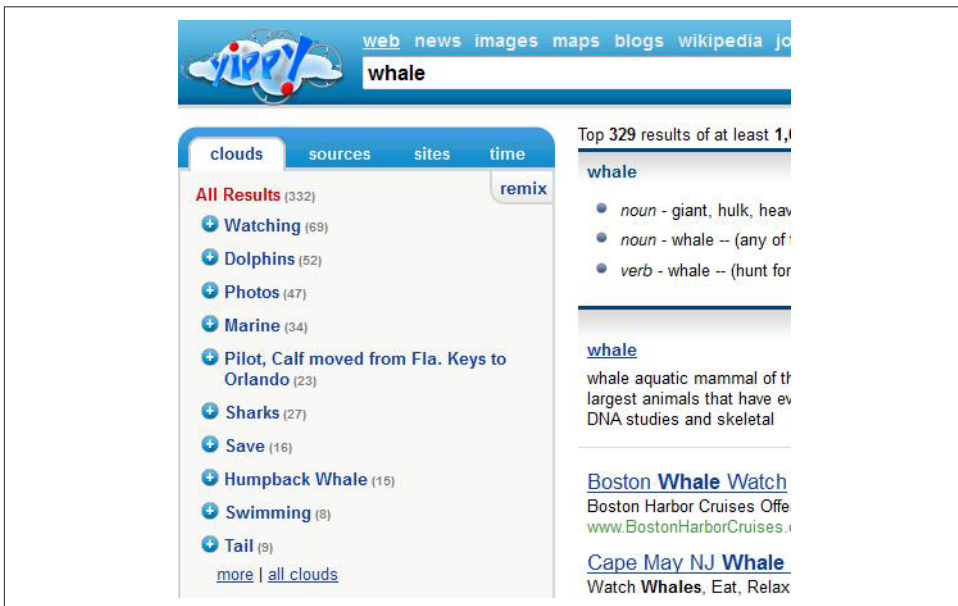 yippy!
web news images maps blogs wikipedia jo
whale
clouds sources sites time
remix
All Results (332)
Watching (69)
Dolphins (52)
Photos (47)
Marine (34)
Pilot, Calf moved from Fla. Keys to
Orlando (23)
Sharks (27)
Save (16)
Humpback Whale (15)
Swimming (8)
Tail (9)
more | all clouds
Top 329 results of at least 1,
whale
noun - giant, hulk, heav
noun - whale -- (any of
verb - whale -- (hunt for
whale
whale aquatic mammal of th
largest animals that have ev
DNA studies and skeletal
Boston Whale Watch
Boston Harbor Cruises Offe
www.BostonHarborCruises.
Cape May NJ Whale
Watch Whales, Eat, Relax